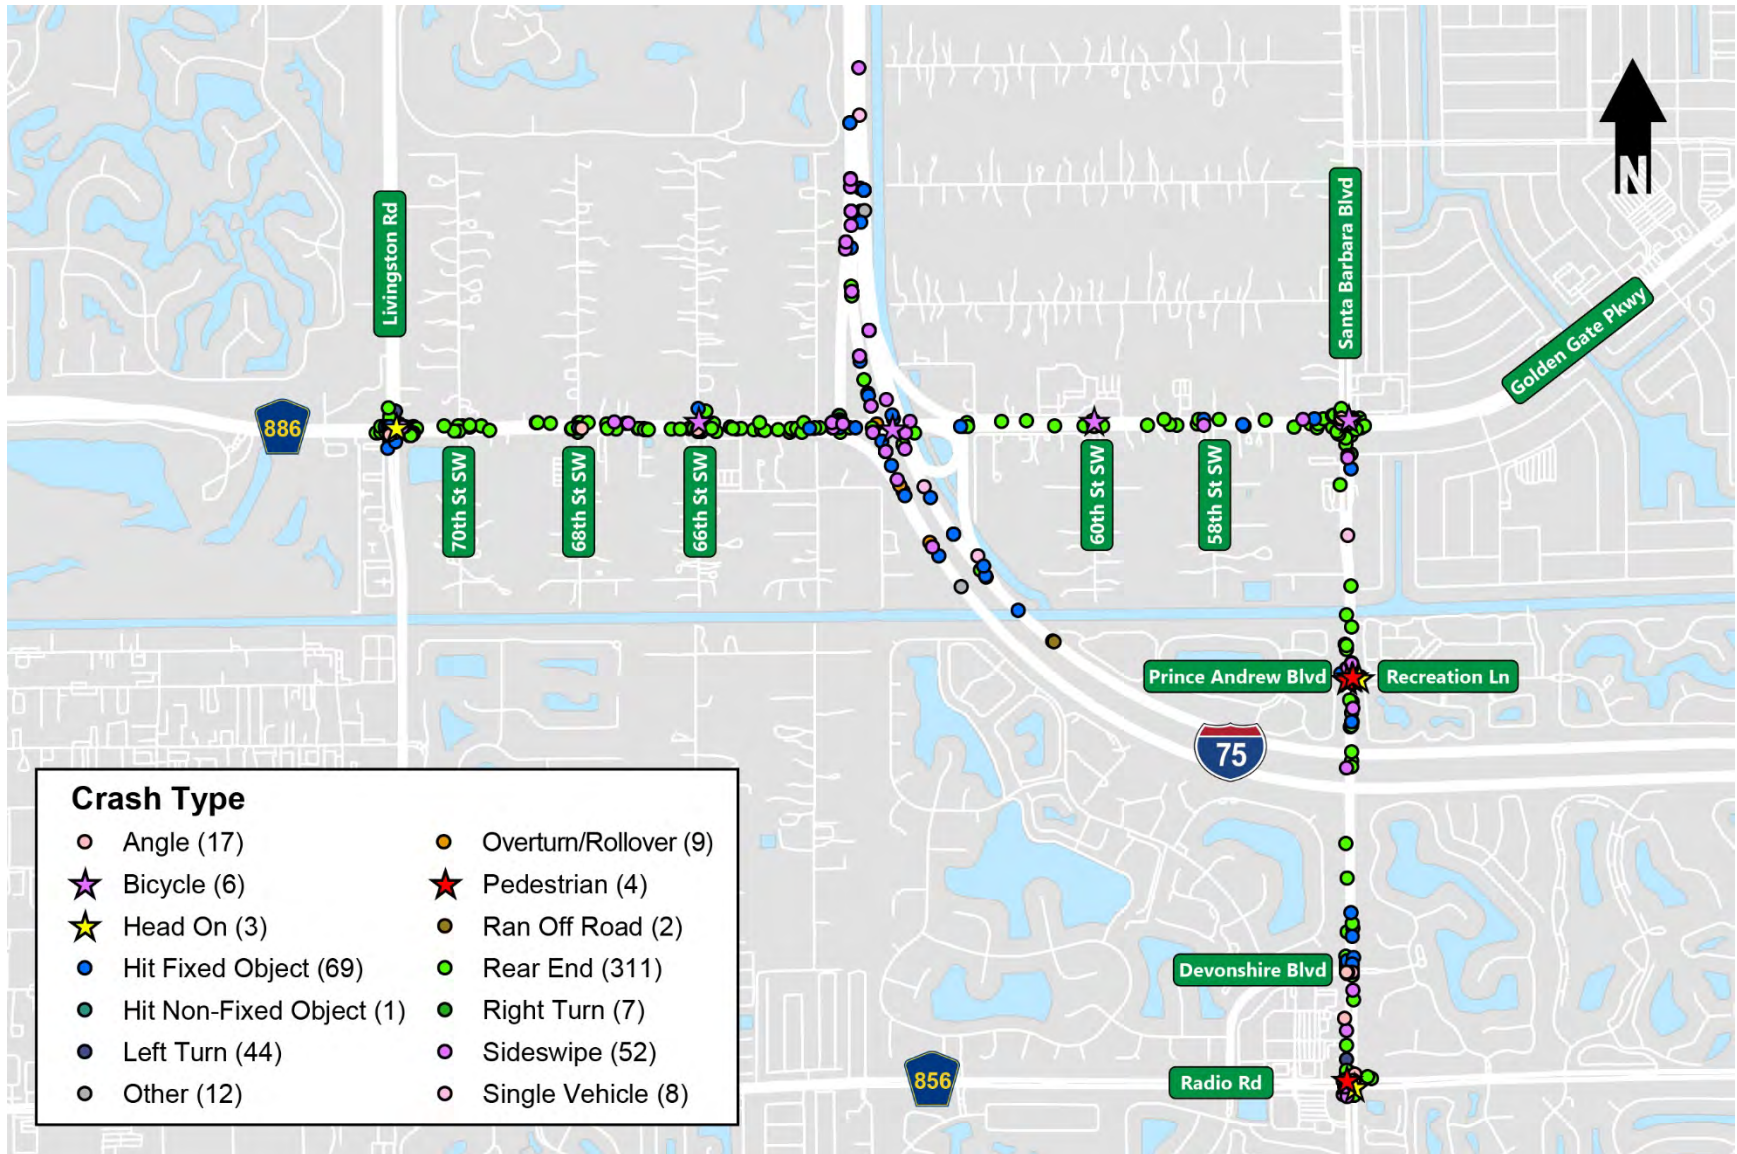 N
Livingston Rd
Santa Barbara Blvd
Golden Gate Pkwy
886
70th St SW
68th St SW
66th St SW
60th St SW
58th St SW
Prince Andrew Blvd
Recreation Ln
75
Crash Type
Angle (17)
Bicycle (6)
Head On (3)
Hit Fixed Object (69)
Hit Non-Fixed Object (1)
Left Turn (44)
Other (12)
Overturn/Rollover (9)
Pedestrian (4)
Ran Off Road (2)
Rear End (311)
Right Turn (7)
Sideswipe (52)
Single Vehicle (8)
Devonshire Blvd
856
Radio Rd